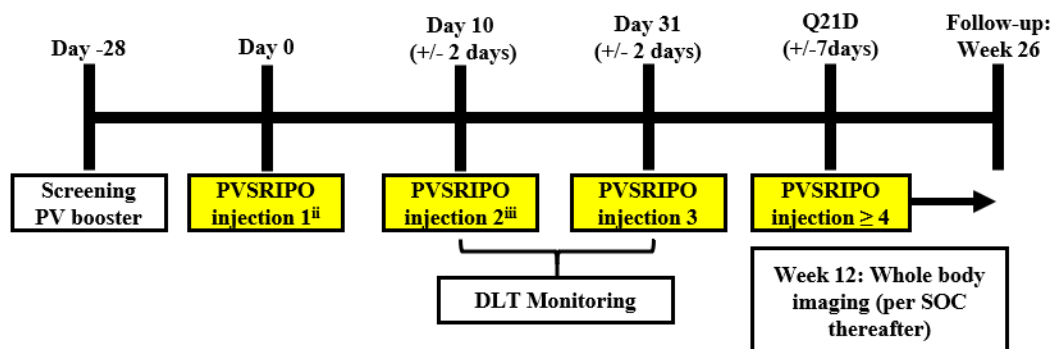 Day -28
Day 0
Day 10
(+/- 2 days)
Day 31
(+/- 2 days)
Q21D
(+/-7days)
Follow-up:
Week 26
Screening
PV booster
PVSRIPO
injection 1ii
PVSRIPO
injection 2iii
PVSRIPO
injection 3
PVSRIPO
injection ≥ 4
DLT Monitoring
Week 12: Whole body
imaging (per SOC
thereafter)